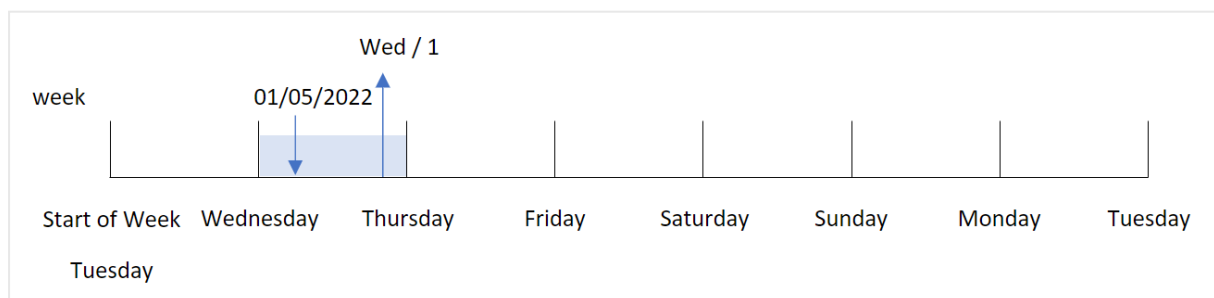 Wed / 1
week
01/05/2022
Start of Week Wednesday Thursday Friday Saturday Sunday Monday Tuesday
Tuesday